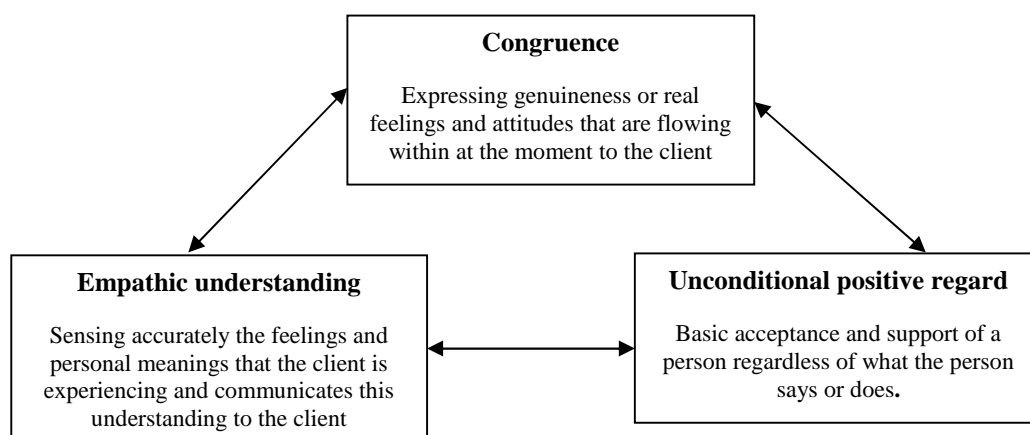 Congruence
Expressing genuineness or real
feelings and attitudes that are flowing
within at the moment to the client
Empathic understanding
Sensing accurately the feelings and
personal meanings that the client is
experiencing and communicates this
understanding to the client
Unconditional positive regard
Basic acceptance and support of a
person regardless of what the person
says or does.